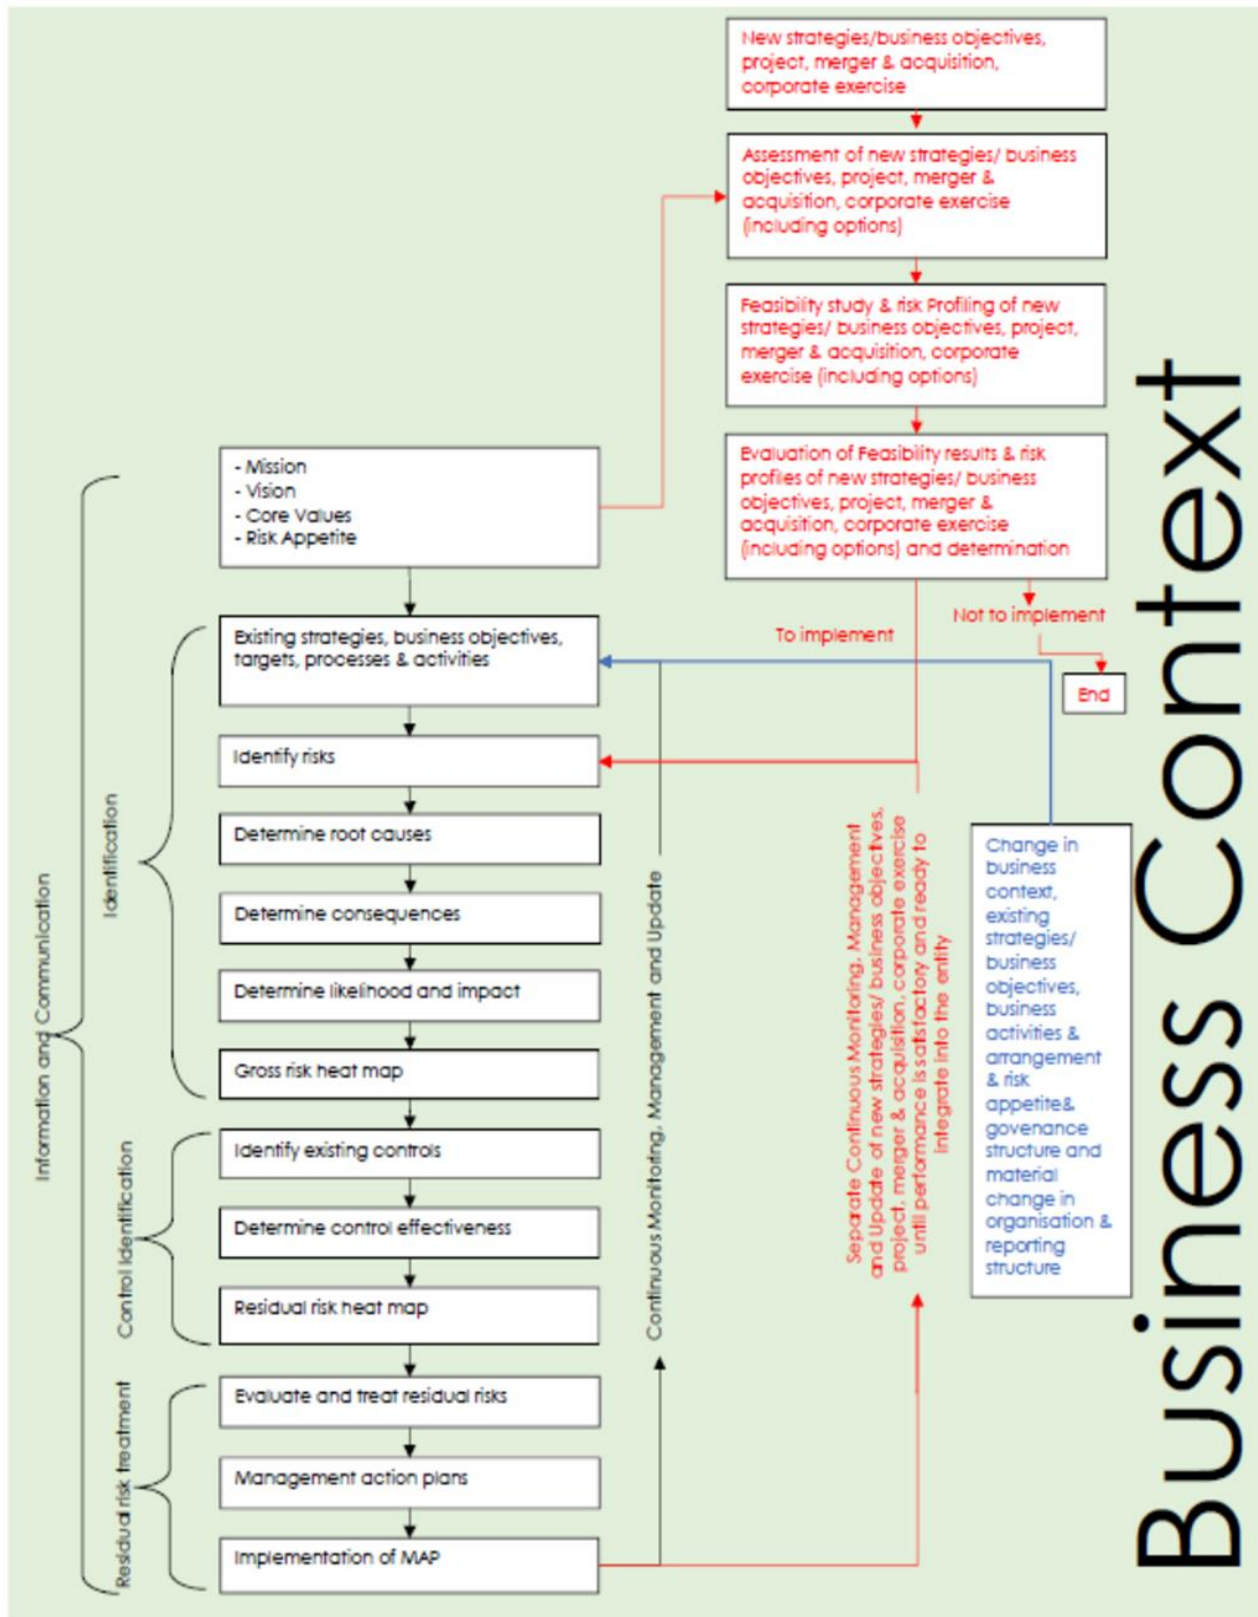 New strategies/business objectives,
project, merger & acquisition,
corporate exercise
Assessment of new strategies/ business
objectives, project, merger &
acquisition, corporate exercise
(including options)
Feasibility study & risk Profiling of new
strategies/ business objectives, project,
merger & acquisition, corporate
exercise (including options)
Evaluation of Feasibility results & risk
profiles of new strategies/ business
objectives, project, merger &
acquisition, corporate exercise
(including options) and determination
To implement
Not to implement
End
- Mission
- Vision
- Core Values
- Risk Appetite
Existing strategies, business objectives,
targets, processes & activities
Identify risks
Determine root causes
Determine consequences
Determine likelihood and impact
Gross risk heat map
Identify existing controls
Determine control effectiveness
Residual risk heat map
Evaluate and treat residual risks
Management action plans
Implementation of MAP
Information and Communication
Identification
Control Identification
Residual risk treatment
Continuous Monitoring, Management and Update
Separate Continuous Monitoring, Management
and Update of new strategies/ business objectives,
project, merger & acquisition, corporate exercise
until performance is satisfactory and ready to
integrate into the entity
Change in
business
context,
existing
strategies/
business
objectives,
business
activities &
arrangement
& risk
appetite&
govenance
structure and
material
change in
organisation &
reporting
structure
Business Context